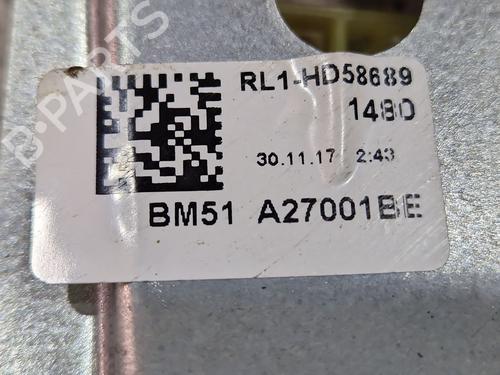 RL1-HD58689
1480
30.11.17 2:43
BM51 A27001BE
B-PARTS